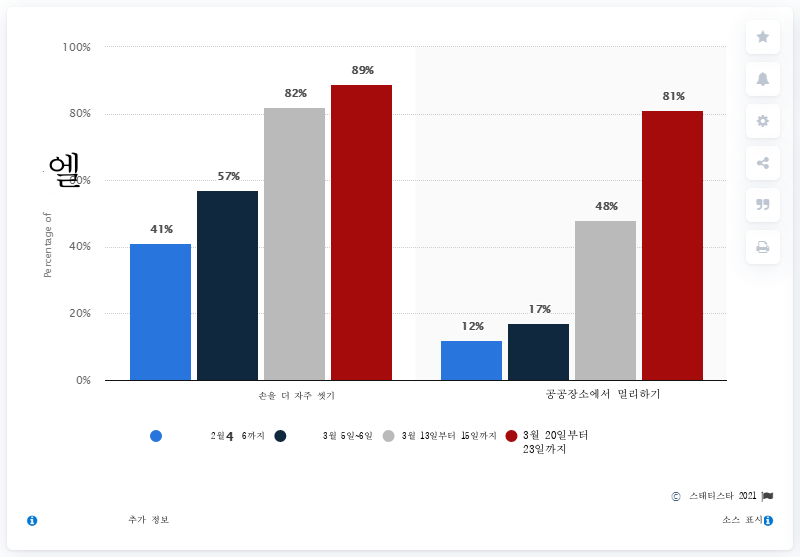 100%
89%
82%
81%
80%
엘
60%
57%
48%
41%
40%
Percentage of
20%
17%
12%
0%
손을 더 자주 씻기
공공장소에서 멀리하기
2월4 6까지
3월 5일~6일
3월 13일부터 15일까지
3월 20일부터
23일까지
© 스태티스타 2021
추가 정보
소스 표시